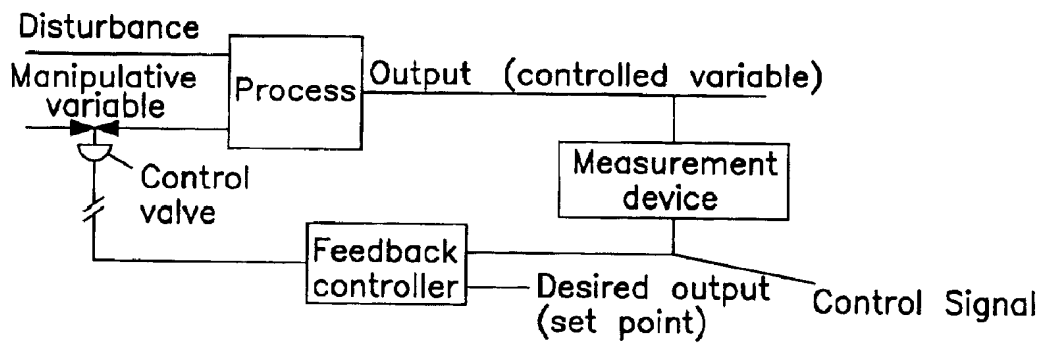 Disturbance
Manipulative
variable
Process
Output (controlled variable)
Measurement
device
Control
valve
Feedback
controller
Desired output
(set point)
Control Signal